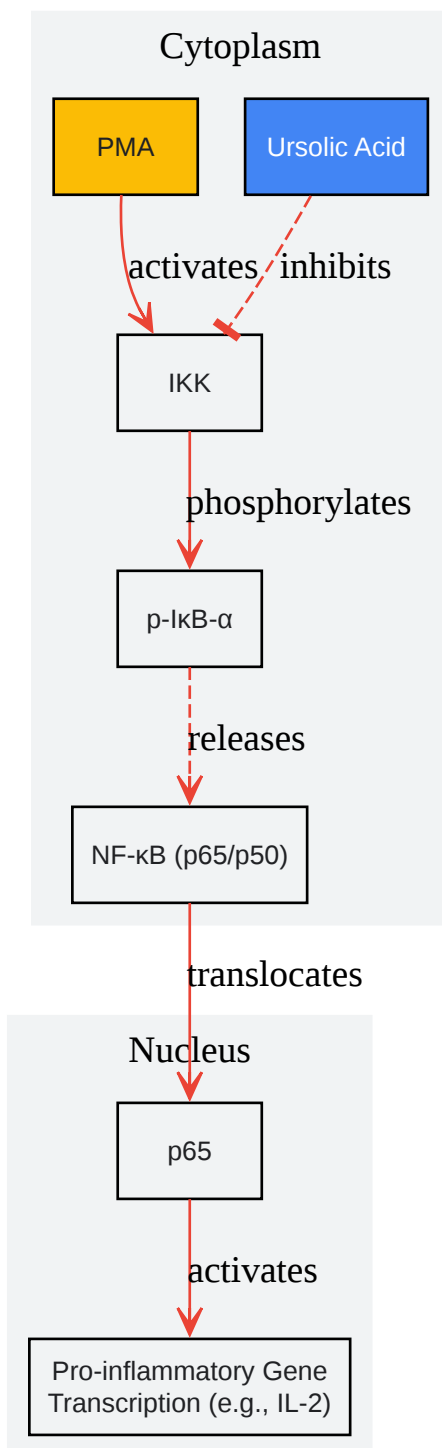 Cytoplasm
PMA
Ursolic Acid
activates
inhibits
IKK
phosphorylates
p-IκB-α
releases
NF-κB (p65/p50)
translocates
Nucleus
p65
activates
Pro-inflammatory Gene
Transcription (e.g., IL-2)